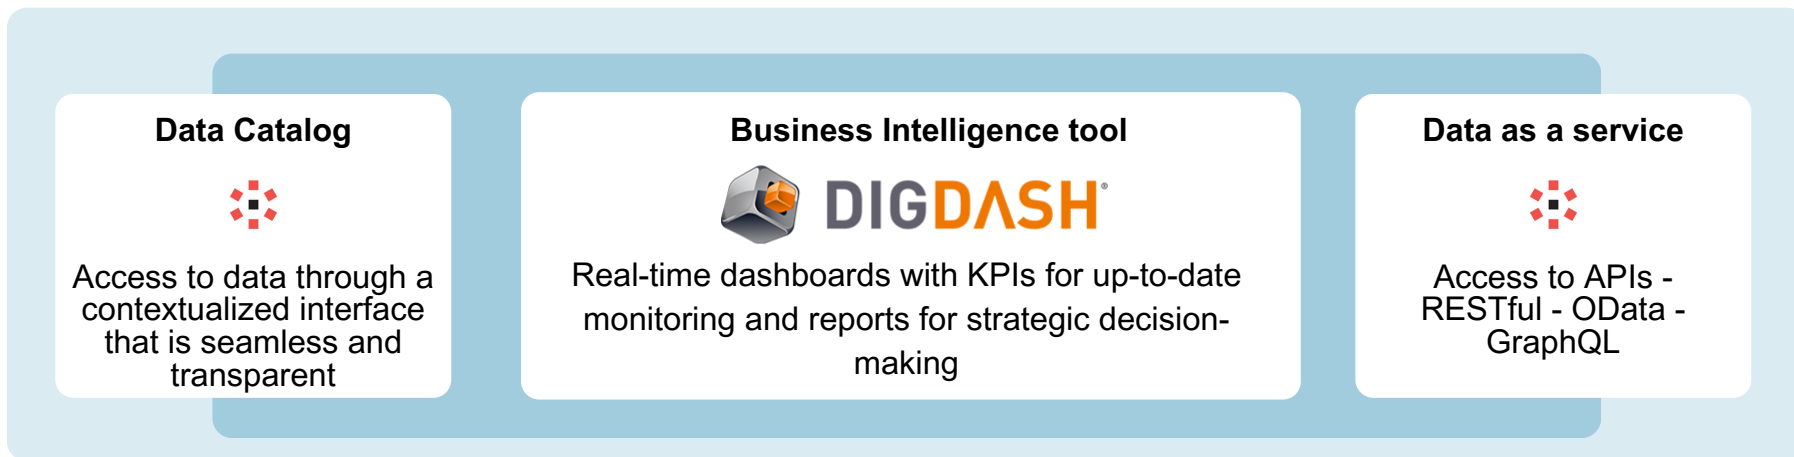 Data Catalog
Access to data through a
contextualized interface
that is seamless and
transparent
Business Intelligence tool
DIGDASH®
Real-time dashboards with KPIs for up-to-date
monitoring and reports for strategic decision-
making
Data as a service
Access to APIs -
RESTful - OData -
GraphQL